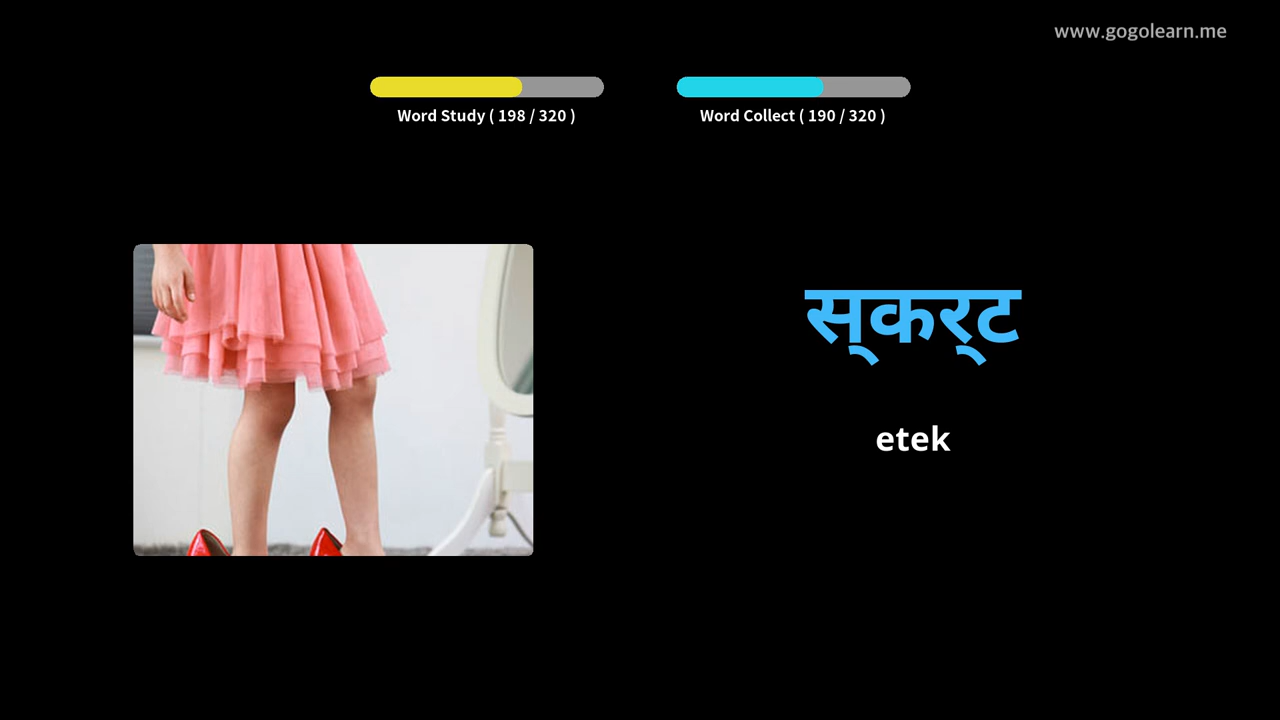 www.gogolearn.me
Word Study ( 198 / 320 )
Word Collect ( 190 / 320 )
स्‌कर्‌ट
etek